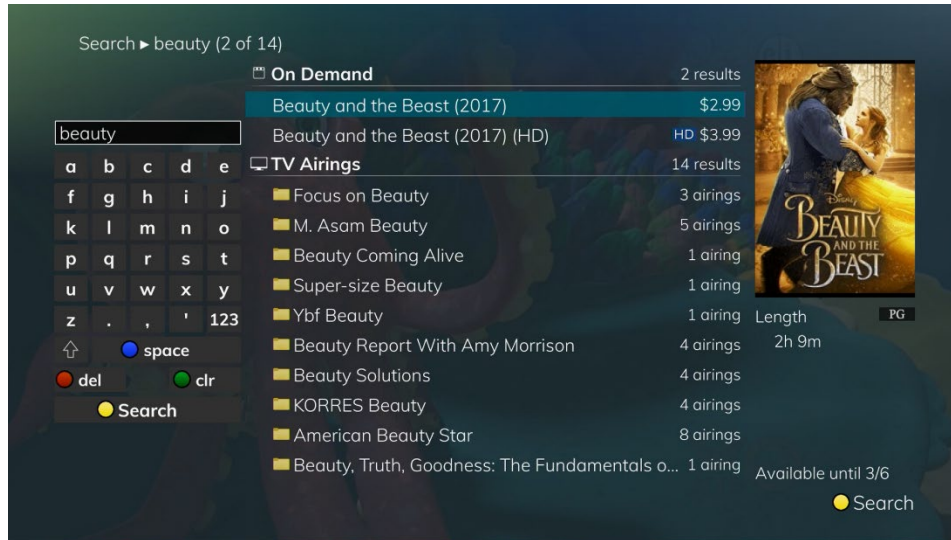 Search ▸ beauty (2 of 14)
On Demand 2 results
Beauty and the Beast (2017) $2.99
Beauty and the Beast (2017) (HD) HD $3.99
TV Airings 14 results
Focus on Beauty 3 airings
M. Asam Beauty 5 airings
Beauty Coming Alive 1 airing
Super-size Beauty 1 airing
Ybf Beauty 1 airing
Beauty Report With Amy Morrison 4 airings
Beauty Solutions 4 airings
KORRES Beauty 4 airings
American Beauty Star 8 airings
Beauty, Truth, Goodness: The Fundamentals o... 1 airing
beauty
a b c d e
f g h i j
k l m n o
p q r s t
u v w x y
z . , ' 123
space
del clr
Search
Disney
BEAUTY
AND THE
BEAST
Length PG
2h 9m
Available until 3/6
Search